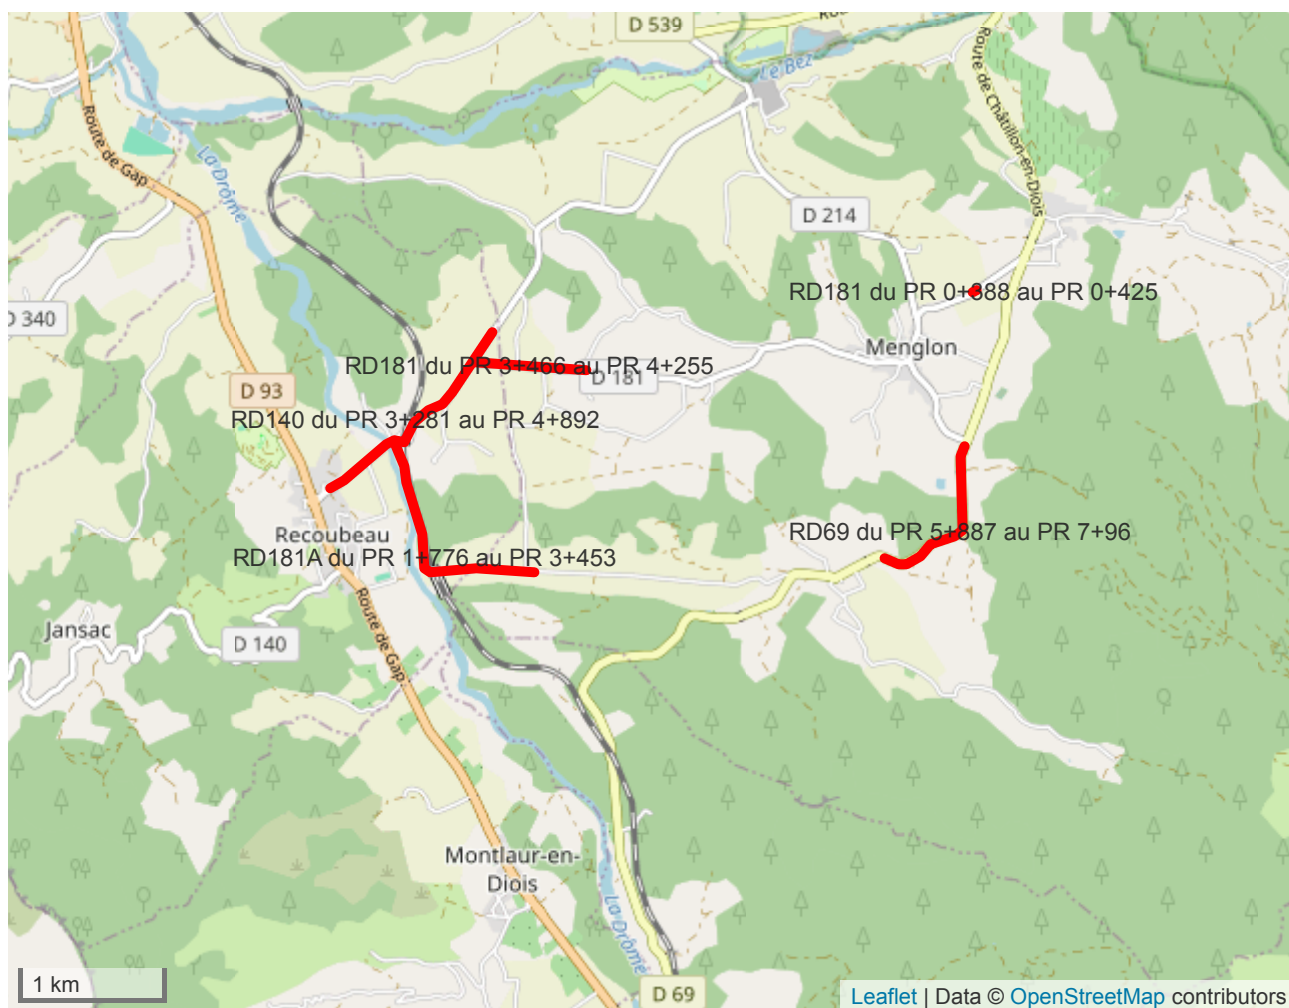 D 539
Rou
Le Bez
Route de Châtillon-en-Diois
Route de Gap
La Drôme
D 214
RD181 du PR 0+388 au PR 0+425
D 340
Menglon
RD181 du PR 3+466 au PR 4+255
D 181
D 93
RD140 du PR 3+281 au PR 4+892
Recoubeau
RD69 du PR 5+887 au PR 7+96
RD181A du PR 1+776 au PR 3+453
Jansac
D 140
Route de Gap
Montlaur-en-
Diois
La Drôme
1 km
D 69
Leaflet | Data © OpenStreetMap contributors